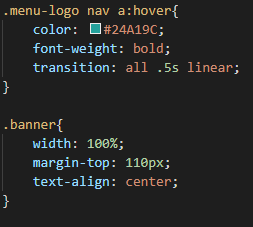 .menu-logo nav a:hover{
    color: #24A19C;
    font-weight: bold;
    transition: all .5s linear;
}

.banner{
    width: 100%;
    margin-top: 110px;
    text-align: center;
}